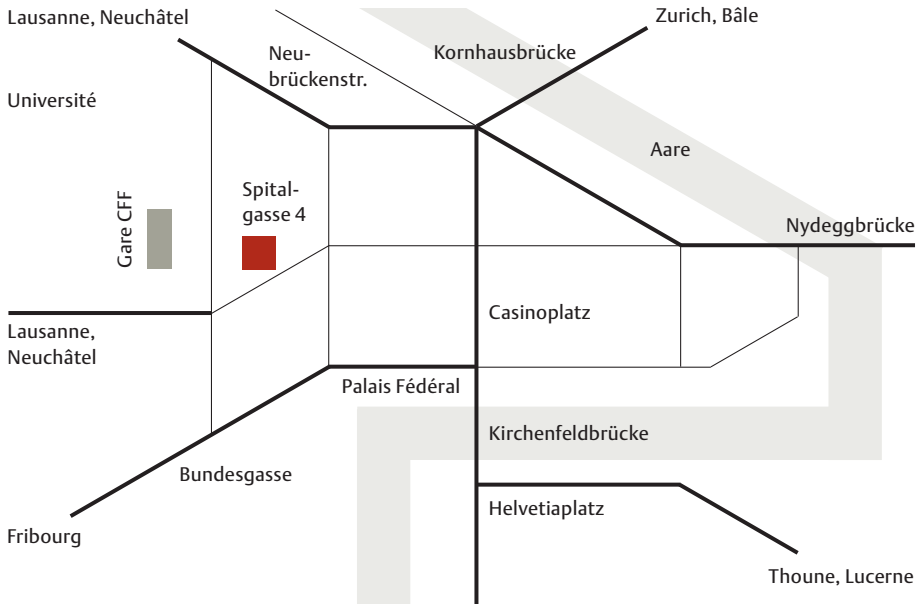 Lausanne, Neuchâtel
Zurich, Bâle
Neu-
brückenstr.
Kornhausbrücke
Université
Aare
Spital-
gasse 4
Gare CFF
Nydeggbrücke
Casinoplatz
Lausanne,
Neuchâtel
Palais Fédéral
Kirchenfeldbrücke
Bundesgasse
Helvetiaplatz
Fribourg
Thoune, Lucerne